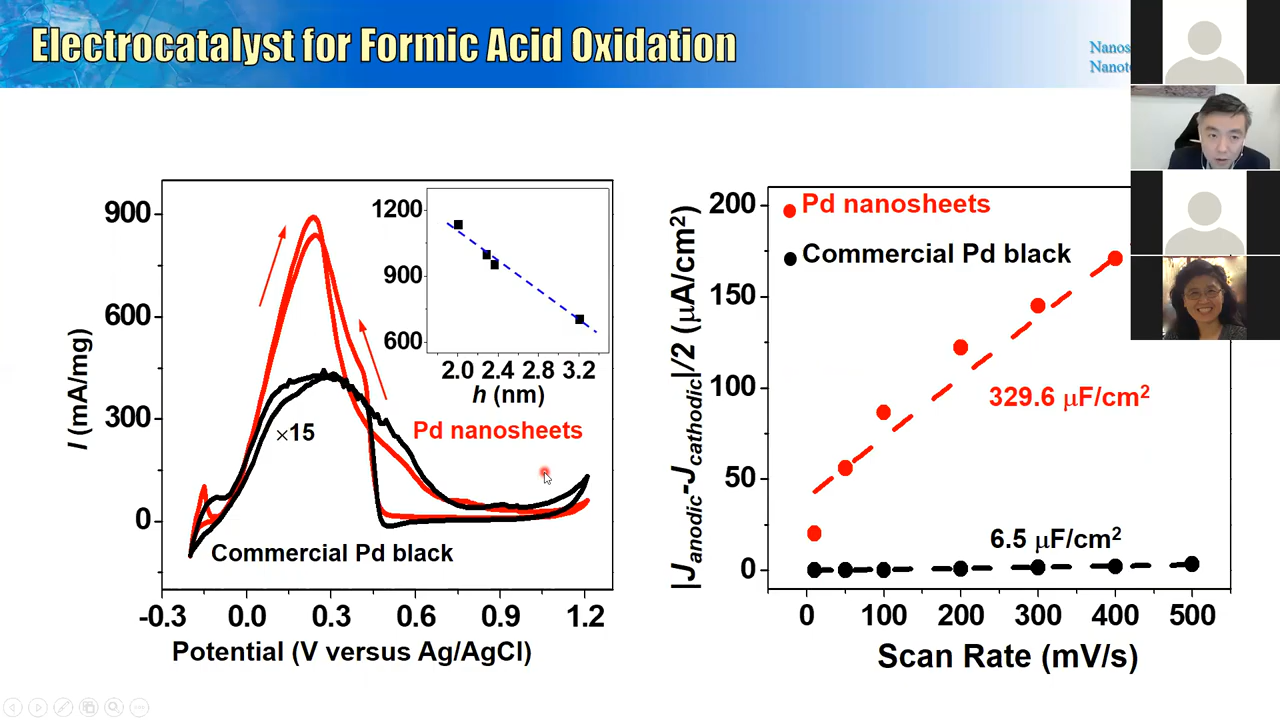 Electrocatalyst for Formic Acid Oxidation
900
600
300
0
I (mA/mg)
-0.3 0.0 0.3 0.6 0.9 1.2
Potential (V versus Ag/AgCl)
×15
Commercial Pd black
Pd nanosheets
1200
900
600
2.0 2.4 2.8 3.2
h (nm)
200
150
100
50
0
|Janodic-Jcathodic|/2 (μA/cm²)
Pd nanosheets
Commercial Pd black
329.6 μF/cm²
6.5 μF/cm²
0 100 200 300 400 500
Scan Rate (mV/s)